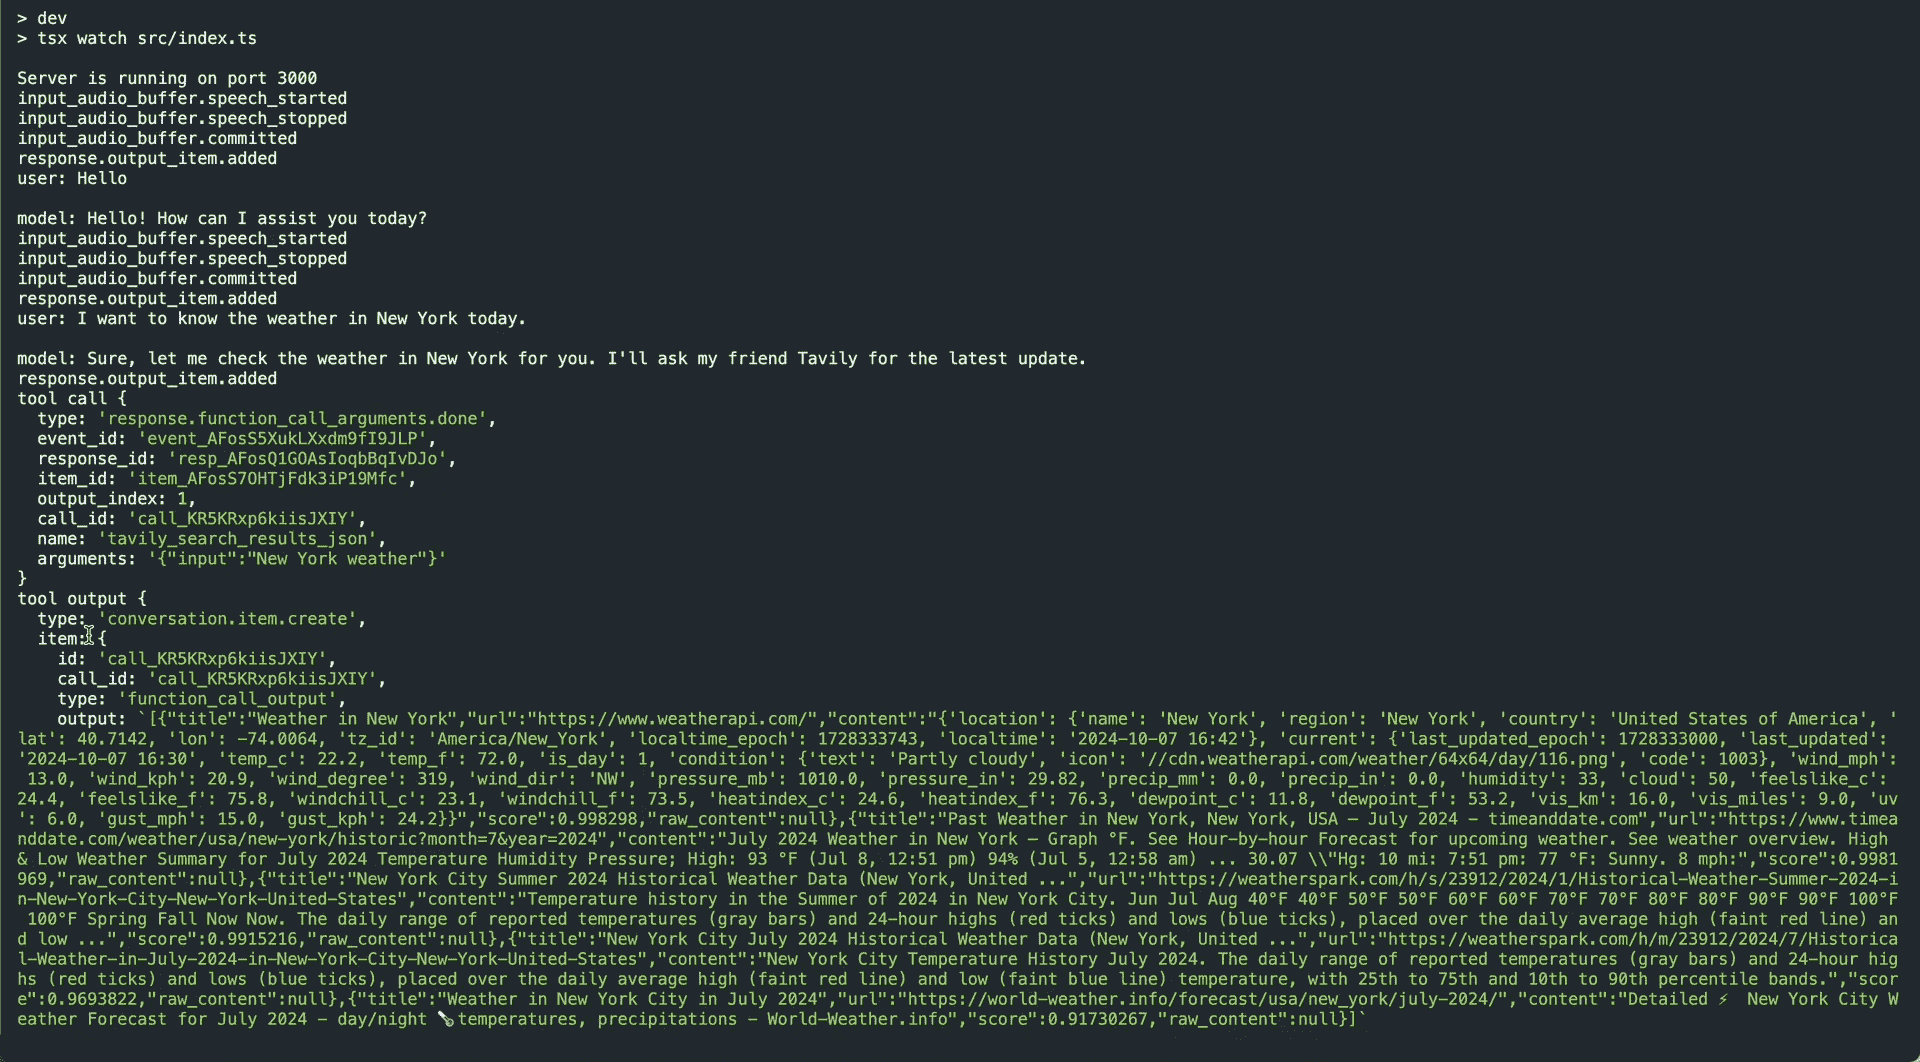 > dev
> tsx watch src/index.ts
Server is running on port 3000
input_audio_buffer.speech_started
input_audio_buffer.speech_stopped
input_audio_buffer.committed
response.output_item.added
user: Hello
model: Hello! How can I assist you today?
input_audio_buffer.speech_started
input_audio_buffer.speech_stopped
input_audio_buffer.committed
response.output_item.added
user: I want to know the weather in New York today.
model: Sure, let me check the weather in New York for you. I'll ask my friend Tavily for the latest update.
response.output_item.added
tool call {
  type: 'response.function_call_arguments.done',
  event_id: 'event_AFosS5XukLXxdm9fI9JLP',
  response_id: 'resp_AFosQ1GOAsIoqbBqIvDJo',
  item_id: 'item_AFosS7OHTjFdk3iP19Mfc',
  output_index: 1,
  call_id: 'call_KR5KRxp6kiisJXIY',
  name: 'tavily_search_results_json',
  arguments: '{"input":"New York weather"}'
}
tool output {
  type: 'conversation.item.create',
  item: {
    id: 'call_KR5KRxp6kiisJXIY',
    call_id: 'call_KR5KRxp6kiisJXIY',
    type: 'function_call_output',
    output: `[{"title":"Weather in New York","url":"https://www.weatherapi.com/","content":"{'location': {'name': 'New York', 'region': 'New York', 'country': 'United States of America', '
lat': 40.7142, 'lon': -74.0064, 'tz_id': 'America/New_York', 'localtime_epoch': 1728333743, 'localtime': '2024-10-07 16:42'}, 'current': {'last_updated_epoch': 1728333000, 'last_updated':
'2024-10-07 16:30', 'temp_c': 22.2, 'temp_f': 72.0, 'is_day': 1, 'condition': {'text': 'Partly cloudy', 'icon': '//cdn.weatherapi.com/weather/64x64/day/116.png', 'code': 1003}, 'wind_mph':
 13.0, 'wind_kph': 20.9, 'wind_degree': 319, 'wind_dir': 'NW', 'pressure_mb': 1010.0, 'pressure_in': 29.82, 'precip_mm': 0.0, 'precip_in': 0.0, 'humidity': 33, 'cloud': 50, 'feelslike_c':
24.4, 'feelslike_f': 75.8, 'windchill_c': 23.1, 'windchill_f': 73.5, 'heatindex_c': 24.6, 'heatindex_f': 76.3, 'dewpoint_c': 11.8, 'dewpoint_f': 53.2, 'vis_km': 16.0, 'vis_miles': 9.0, 'uv
': 6.0, 'gust_mph': 15.0, 'gust_kph': 24.2}}","score":0.998298,"raw_content":null},{"title":"Past Weather in New York, New York, USA — July 2024 - timeanddate.com","url":"https://www.timea
nddate.com/weather/usa/new-york/historic?month=7&year=2024","content":"July 2024 Weather in New York — Graph °F. See Hour-by-hour Forecast for upcoming weather. See weather overview. High
& Low Weather Summary for July 2024 Temperature Humidity Pressure; High: 93 °F (Jul 8, 12:51 pm) 94% (Jul 5, 12:58 am) ... 30.07 \\"Hg: 10 mi: 7:51 pm: 77 °F: Sunny. 8 mph:","score":0.9981
969,"raw_content":null},{"title":"New York City Summer 2024 Historical Weather Data (New York, United ...","url":"https://weatherspark.com/h/s/23912/2024/1/Historical-Weather-Summer-2024-i
n-New-York-City-New-York-United-States","content":"Temperature history in the Summer of 2024 in New York City. Jun Jul Aug 40°F 40°F 50°F 50°F 60°F 60°F 70°F 70°F 80°F 80°F 90°F 90°F 100°F
 100°F Spring Fall Now Now. The daily range of reported temperatures (gray bars) and 24-hour highs (red ticks) and lows (blue ticks), placed over the daily average high (faint red line) an
d low ...","score":0.9915216,"raw_content":null},{"title":"New York City July 2024 Historical Weather Data (New York, United ...","url":"https://weatherspark.com/h/m/23912/2024/7/Historica
l-Weather-in-July-2024-in-New-York-City-New-York-United-States","content":"New York City Temperature History July 2024. The daily range of reported temperatures (gray bars) and 24-hour hig
hs (red ticks) and lows (blue ticks), placed over the daily average high (faint red line) and low (faint blue line) temperature, with 25th to 75th and 10th to 90th percentile bands.","scor
e":0.9693822,"raw_content":null},{"title":"Weather in New York City in July 2024","url":"https://world-weather.info/forecast/usa/new_york/july-2024/","content":"Detailed ⚡ New York City W
eather Forecast for July 2024 - day/night 🌡temperatures, precipitations - World-Weather.info","score":0.91730267,"raw_content":null}]`